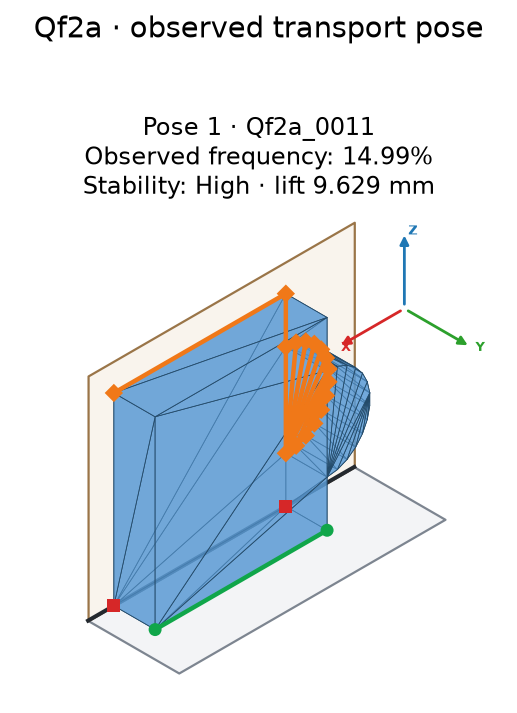 Qf2a · observed transport pose
Pose 1 · Qf2a_0011
Observed frequency: 14.99%
Stability: High · lift 9.629 mm
Z
X
Y